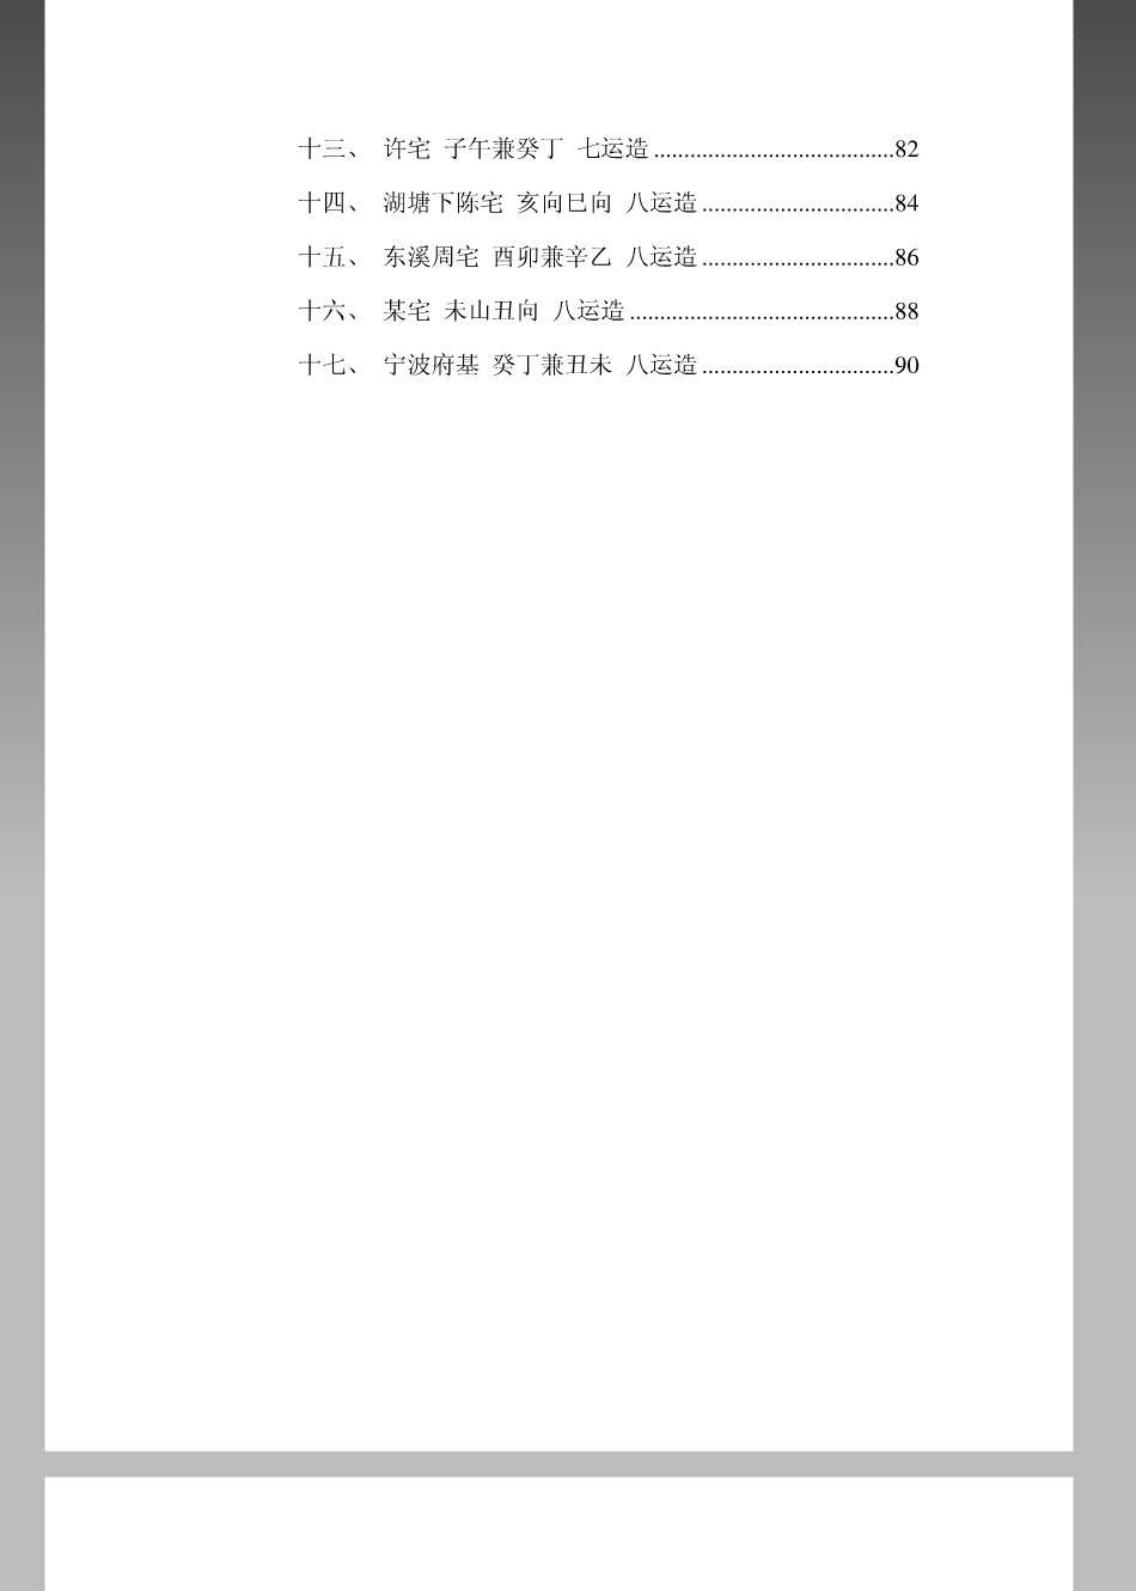 十三、 许宅 子午兼癸丁 七运造........................................82
十四、 湖塘下陈宅 亥向巳向 八运造................................84
十五、 东溪周宅 酉卯兼辛乙 八运造................................86
十六、 某宅 未山丑向 八运造............................................88
十七、 宁波府基 癸丁兼丑未 八运造................................90